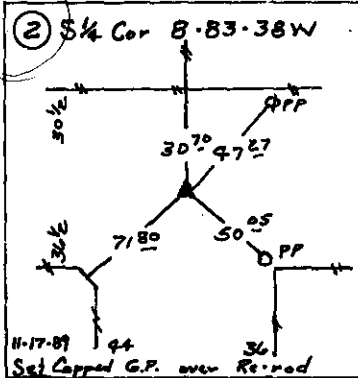 ② S¼ Cor 8-83-38W
30½
PP
30 70 47 27
36½
71 80 50 05
PP
11-17-89 44 36
Set Capped G.P. over Re-rod